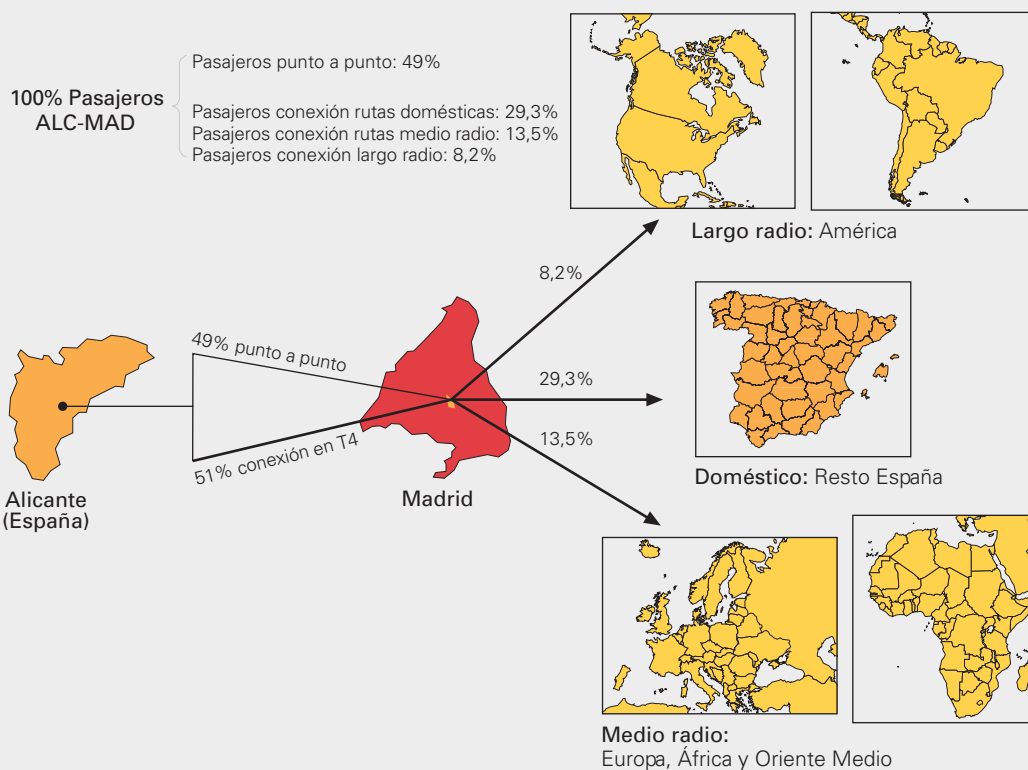 Pasajeros punto a punto: 49%
100% Pasajeros
ALC-MAD
Pasajeros conexión rutas domésticas: 29,3%
Pasajeros conexión rutas medio radio: 13,5%
Pasajeros conexión largo radio: 8,2%
Largo radio: América
8,2%
49% punto a punto
29,3%
13,5%
51% conexión en T4
Doméstico: Resto España
Alicante
(España)
Madrid
Medio radio:
Europa, África y Oriente Medio